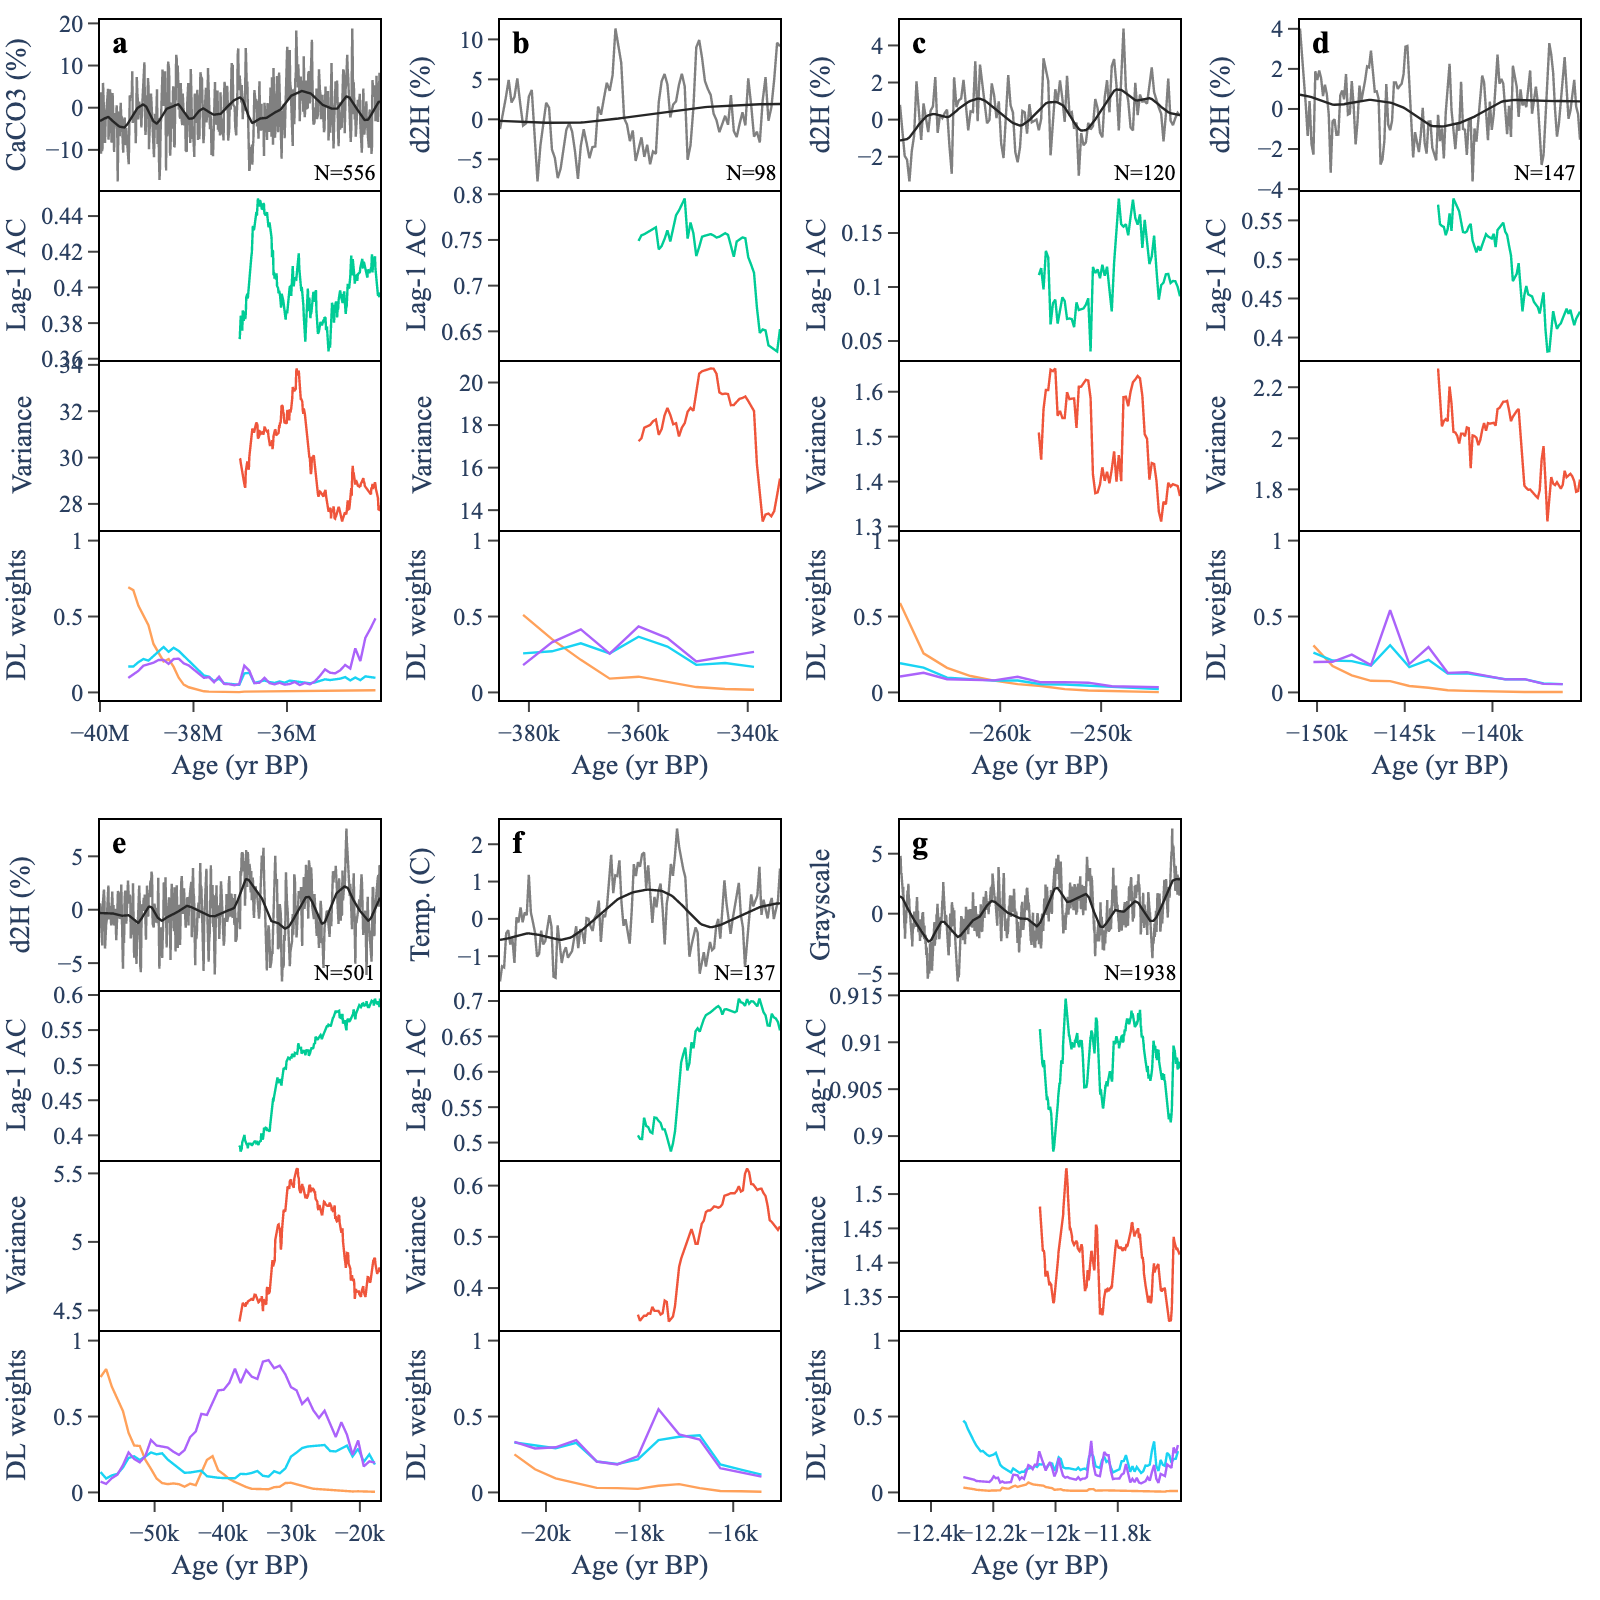 a
CaCO3 (%)
20
10
0
−10
N=556
Lag-1 AC
0.44
0.42
0.4
0.38
0.36
Variance
34
32
30
28
DL weights
1
0.5
0
−40M −38M −36M
Age (yr BP)
b
d2H (%)
10
5
0
−5
N=98
Lag-1 AC
0.8
0.75
0.7
0.65
Variance
20
18
16
14
DL weights
1
0.5
0
−380k −360k −340k
Age (yr BP)
c
d2H (%)
4
2
0
−2
N=120
Lag-1 AC
0.15
0.1
0.05
Variance
1.6
1.5
1.4
1.3
DL weights
1
0.5
0
−260k −250k
Age (yr BP)
d
d2H (%)
4
2
0
−2
−4
N=147
Lag-1 AC
0.55
0.5
0.45
0.4
Variance
2.2
2
1.8
DL weights
1
0.5
0
−150k −145k −140k
Age (yr BP)
e
d2H (%)
5
0
−5
N=501
Lag-1 AC
0.6
0.55
0.5
0.45
0.4
Variance
5.5
5
4.5
DL weights
1
0.5
0
−50k −40k −30k −20k
Age (yr BP)
f
Temp. (C)
2
1
0
−1
N=137
Lag-1 AC
0.7
0.65
0.6
0.55
0.5
Variance
0.6
0.5
0.4
DL weights
1
0.5
0
−20k −18k −16k
Age (yr BP)
g
Grayscale
5
0
−5
N=1938
Lag-1 AC
0.915
0.91
0.905
0.9
Variance
1.5
1.45
1.4
1.35
DL weights
1
0.5
0
−12.4k −12.2k −12k −11.8k
Age (yr BP)